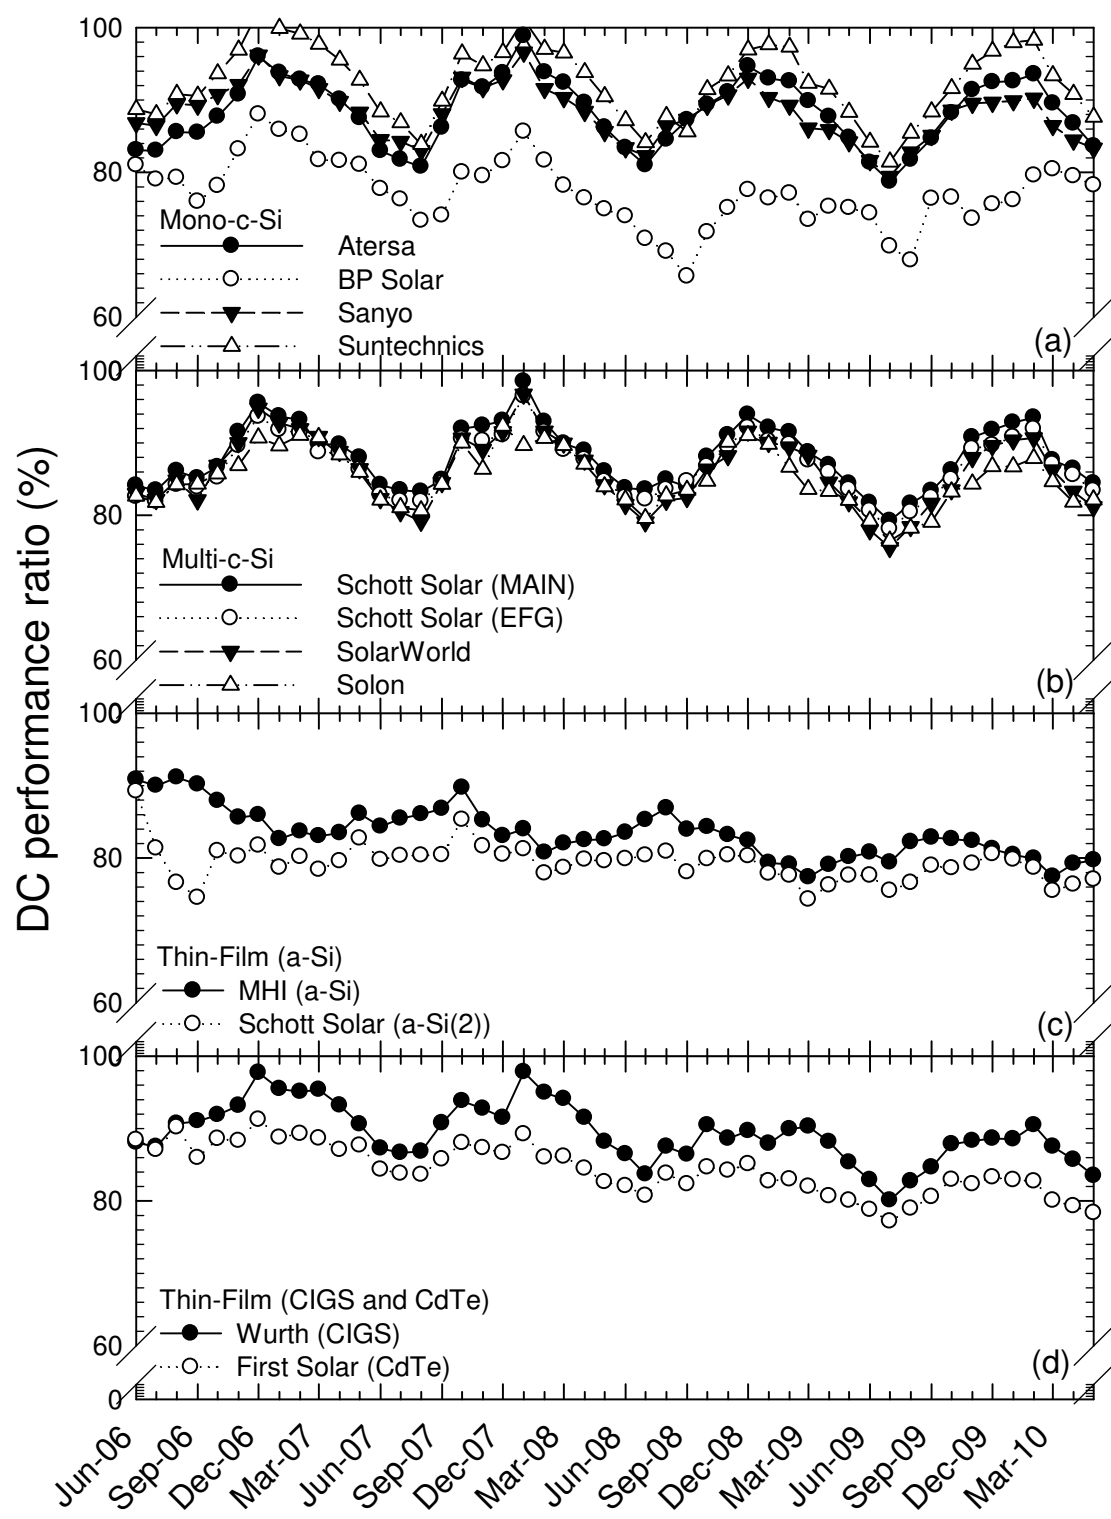 DC performance ratio (%)
100
80
60
Mono-c-Si
Atersa
BP Solar
Sanyo
Suntechnics
(a)
100
80
60
Multi-c-Si
Schott Solar (MAIN)
Schott Solar (EFG)
SolarWorld
Solon
(b)
100
80
60
Thin-Film (a-Si)
MHI (a-Si)
Schott Solar (a-Si(2))
(c)
100
80
60
0
Thin-Film (CIGS and CdTe)
Wurth (CIGS)
First Solar (CdTe)
(d)
Jun-06
Sep-06
Dec-06
Mar-07
Jun-07
Sep-07
Dec-07
Mar-08
Jun-08
Sep-08
Dec-08
Mar-09
Jun-09
Sep-09
Dec-09
Mar-10